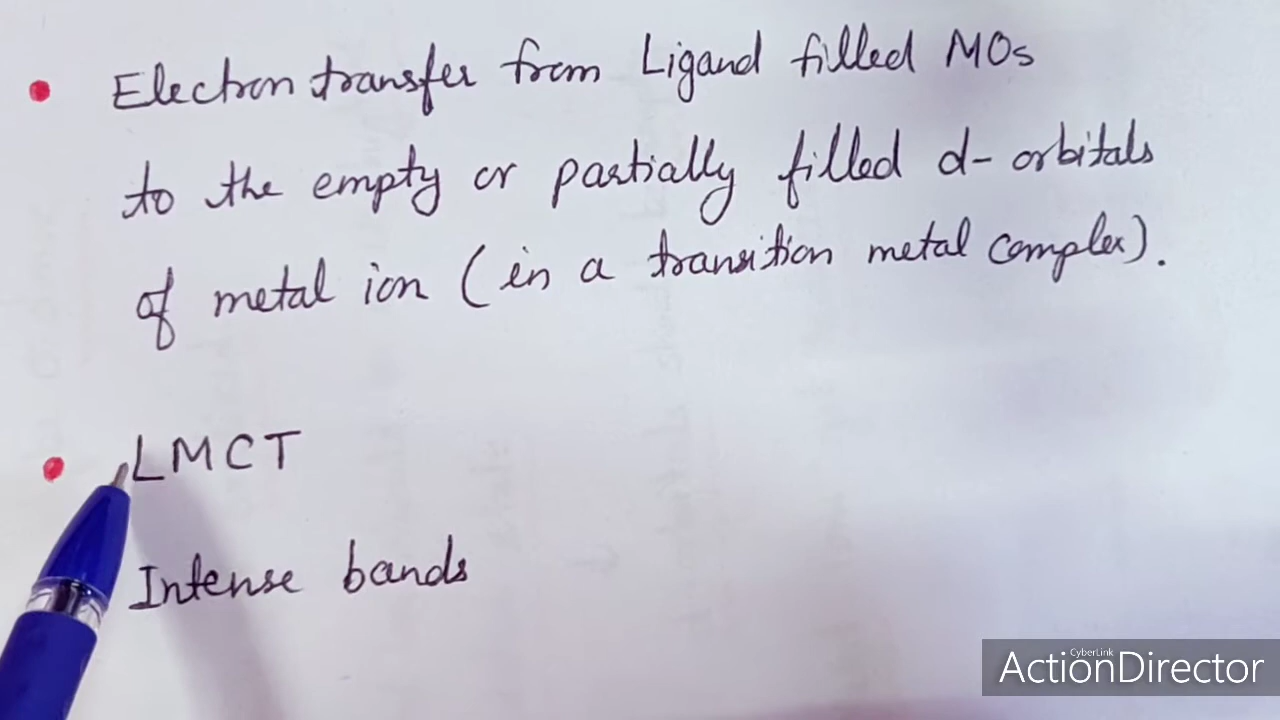 Electron transfer from Ligand filled MOs
to the empty or partially filled d-orbitals
of metal ion (in a transition metal complex).
LMCT
Intense bands
CyberLink
ActionDirector